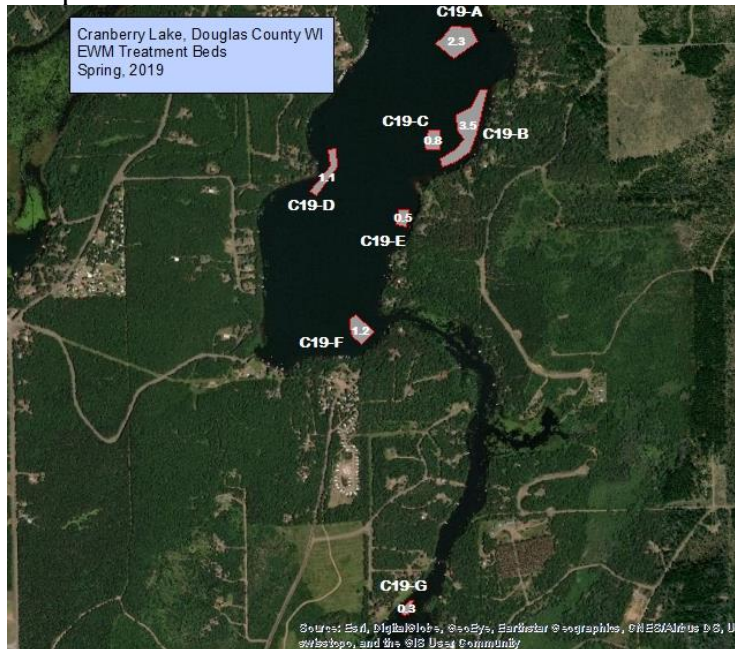 Cranberry Lake, Douglas County WI
EWM Treatment Beds
Spring, 2019
C19-A
2.3
C19-C
0.8
3.5
C19-B
1.1
C19-D
0.5
C19-E
1.2
C19-F
C19-G
0.3
Source: Esri, DigitalGlobe, GeoEye, Earthstar Geographics, CNES/Airbus DS, U
swisstopo, and the GIS User Community